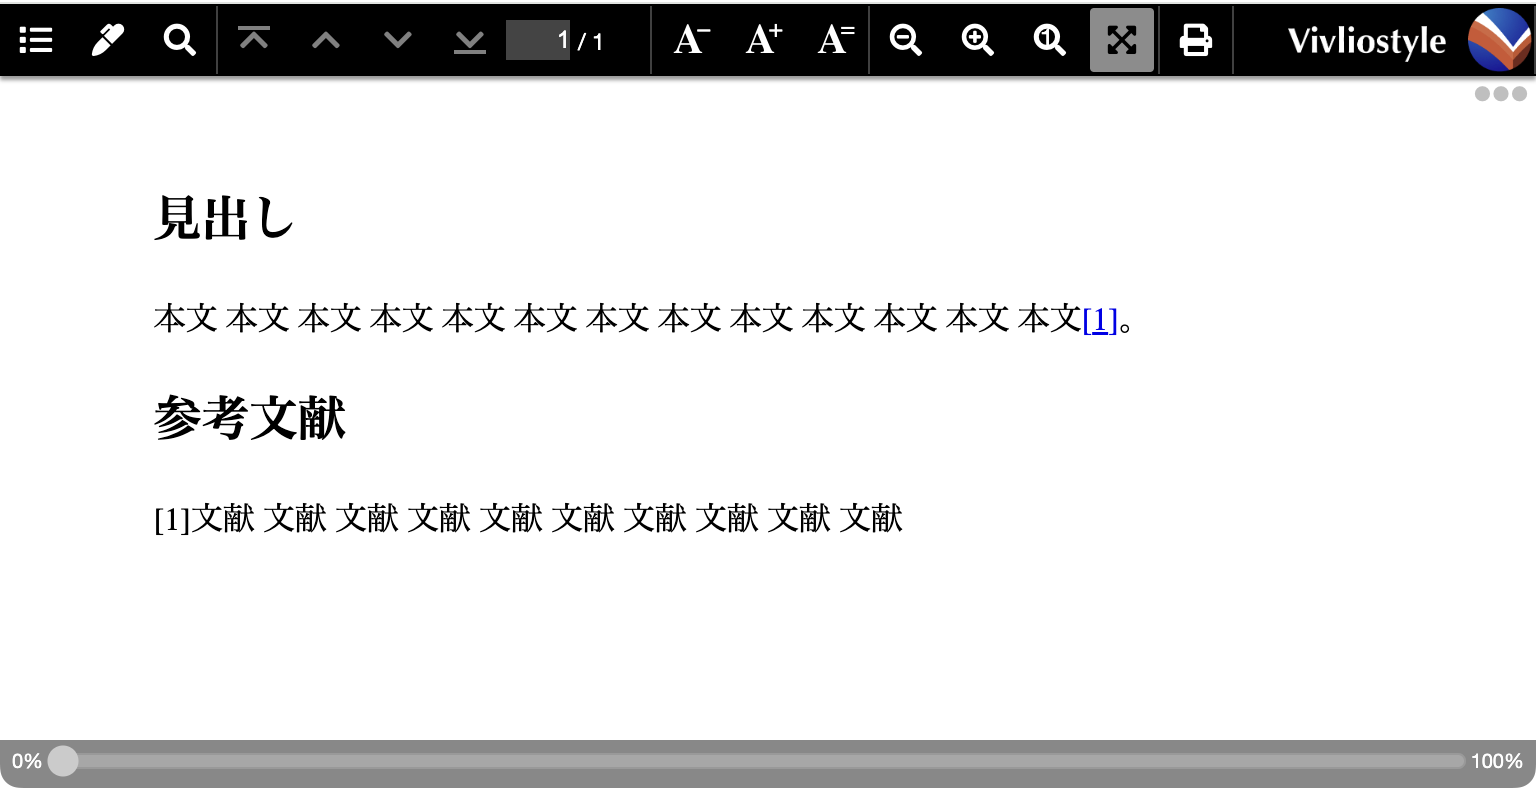 1 / 1 A− A+ A= 1 Vivliostyle
見出し
本文 本文 本文 本文 本文 本文 本文 本文 本文 本文 本文 本文 本文[1]。
参考文献
[1]文献 文献 文献 文献 文献 文献 文献 文献 文献 文献
0% 100%